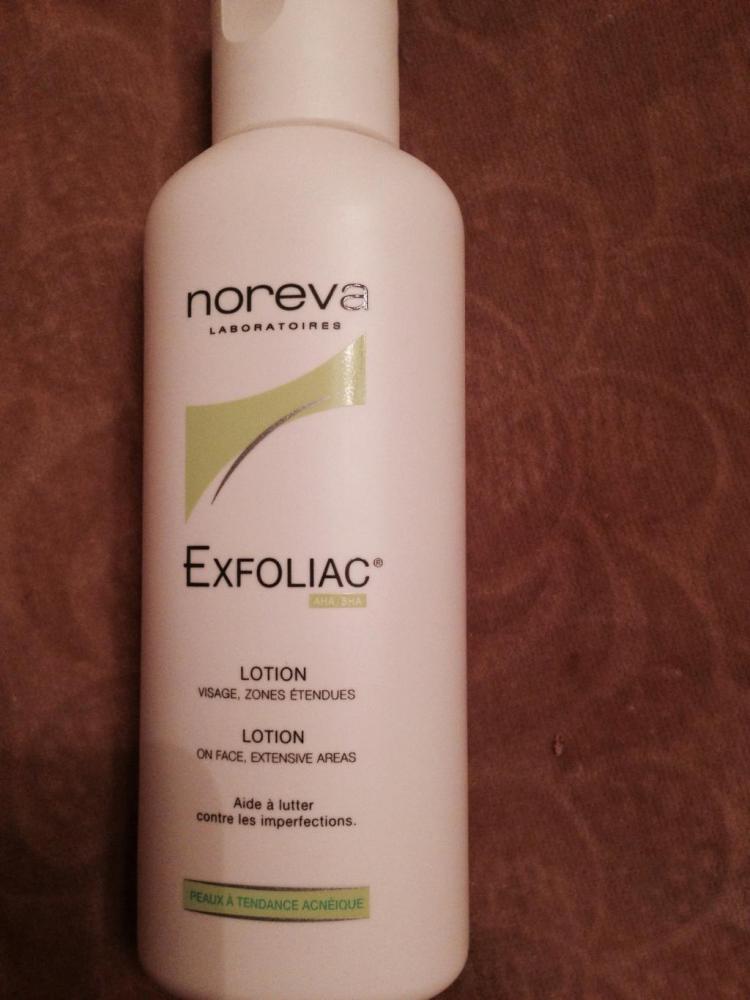 noreva
LABORATOIRES
EXFOLIAC®
AHA/BHA
LOTION
VISAGE, ZONES ÉTENDUES
LOTION
ON FACE, EXTENSIVE AREAS
Aide à lutter
contre les imperfections.
PEAUX À TENDANCE ACNÉIQUE